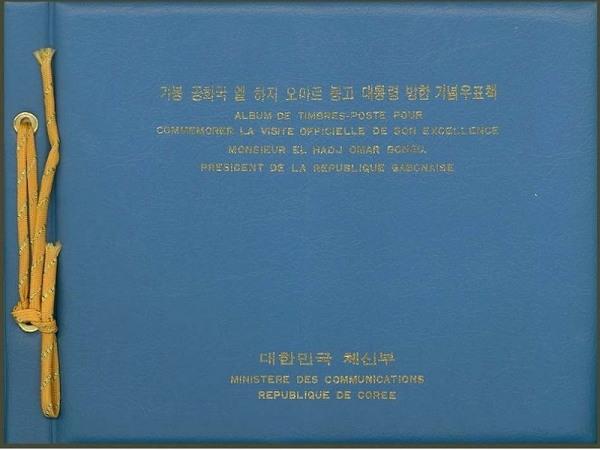 가봉 공화국 엘 하지 오마르 봉고 대통령 방한 기념우표책
ALBUM DE TIMBRES-POSTE POUR
COMMEMORER LA VISITE OFFICIELLE DE SON EXCELLENCE
MONSIEUR EL HADJ OMAR BONGO.
PRESIDENT DE LA REPUBLIQUE GABONAISE
대한민국 체신부
MINISTERE DES COMMUNICATIONS
REPUBLIQUE DE COREE